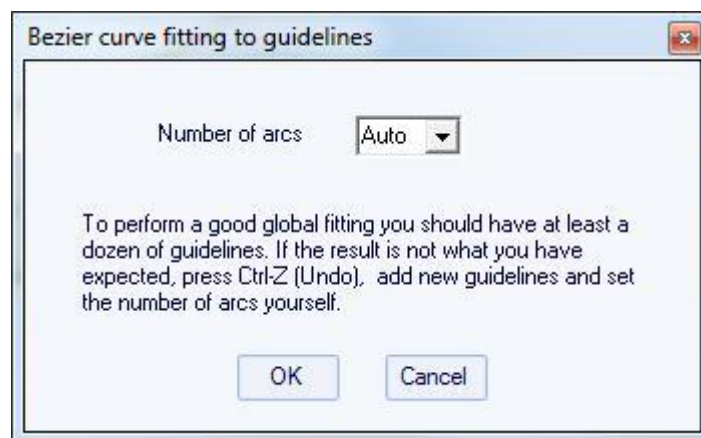 Bezier curve fitting to guidelines
Number of arcs Auto
To perform a good global fitting you should have at least a
dozen of guidelines. If the result is not what you have
expected, press Ctrl-Z (Undo), add new guidelines and set
the number of arcs yourself.
OK Cancel